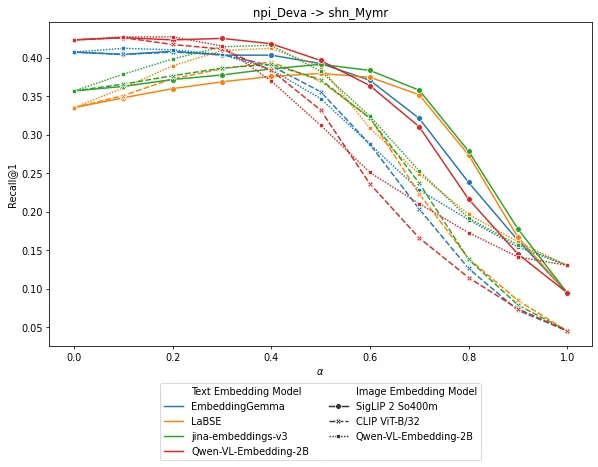 npi_Deva -> shn_Mymr
Recall@1
0.40
0.35
0.30
0.25
0.20
0.15
0.10
0.05
0.0 0.2 0.4 0.6 0.8 1.0
α
Text Embedding Model Image Embedding Model
EmbeddingGemma SigLIP 2 So400m
LaBSE CLIP ViT-B/32
jina-embeddings-v3 Qwen-VL-Embedding-2B
Qwen-VL-Embedding-2B